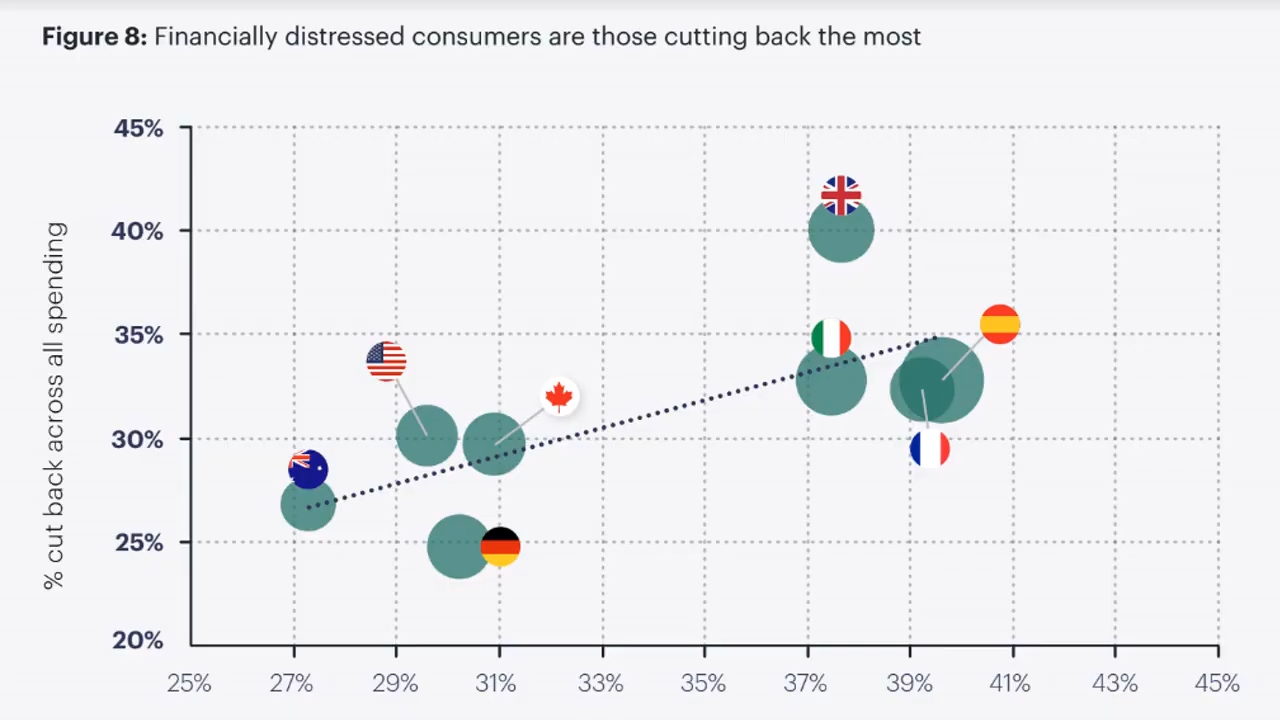 Figure 8: Financially distressed consumers are those cutting back the most
45%
40%
35%
30%
25%
20%
% cut back across all spending
25% 27% 29% 31% 33% 35% 37% 39% 41% 43% 45%